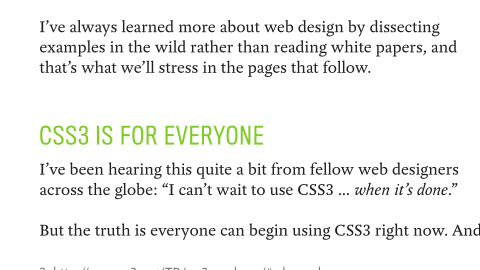 I’ve always learned more about web design by dissecting
examples in the wild rather than reading white papers, and
that’s what we’ll stress in the pages that follow.
CSS3 IS FOR EVERYONE
I’ve been hearing this quite a bit from fellow web designers
across the globe: “I can’t wait to use CSS3 … when it’s done.”
But the truth is everyone can begin using CSS3 right now. And